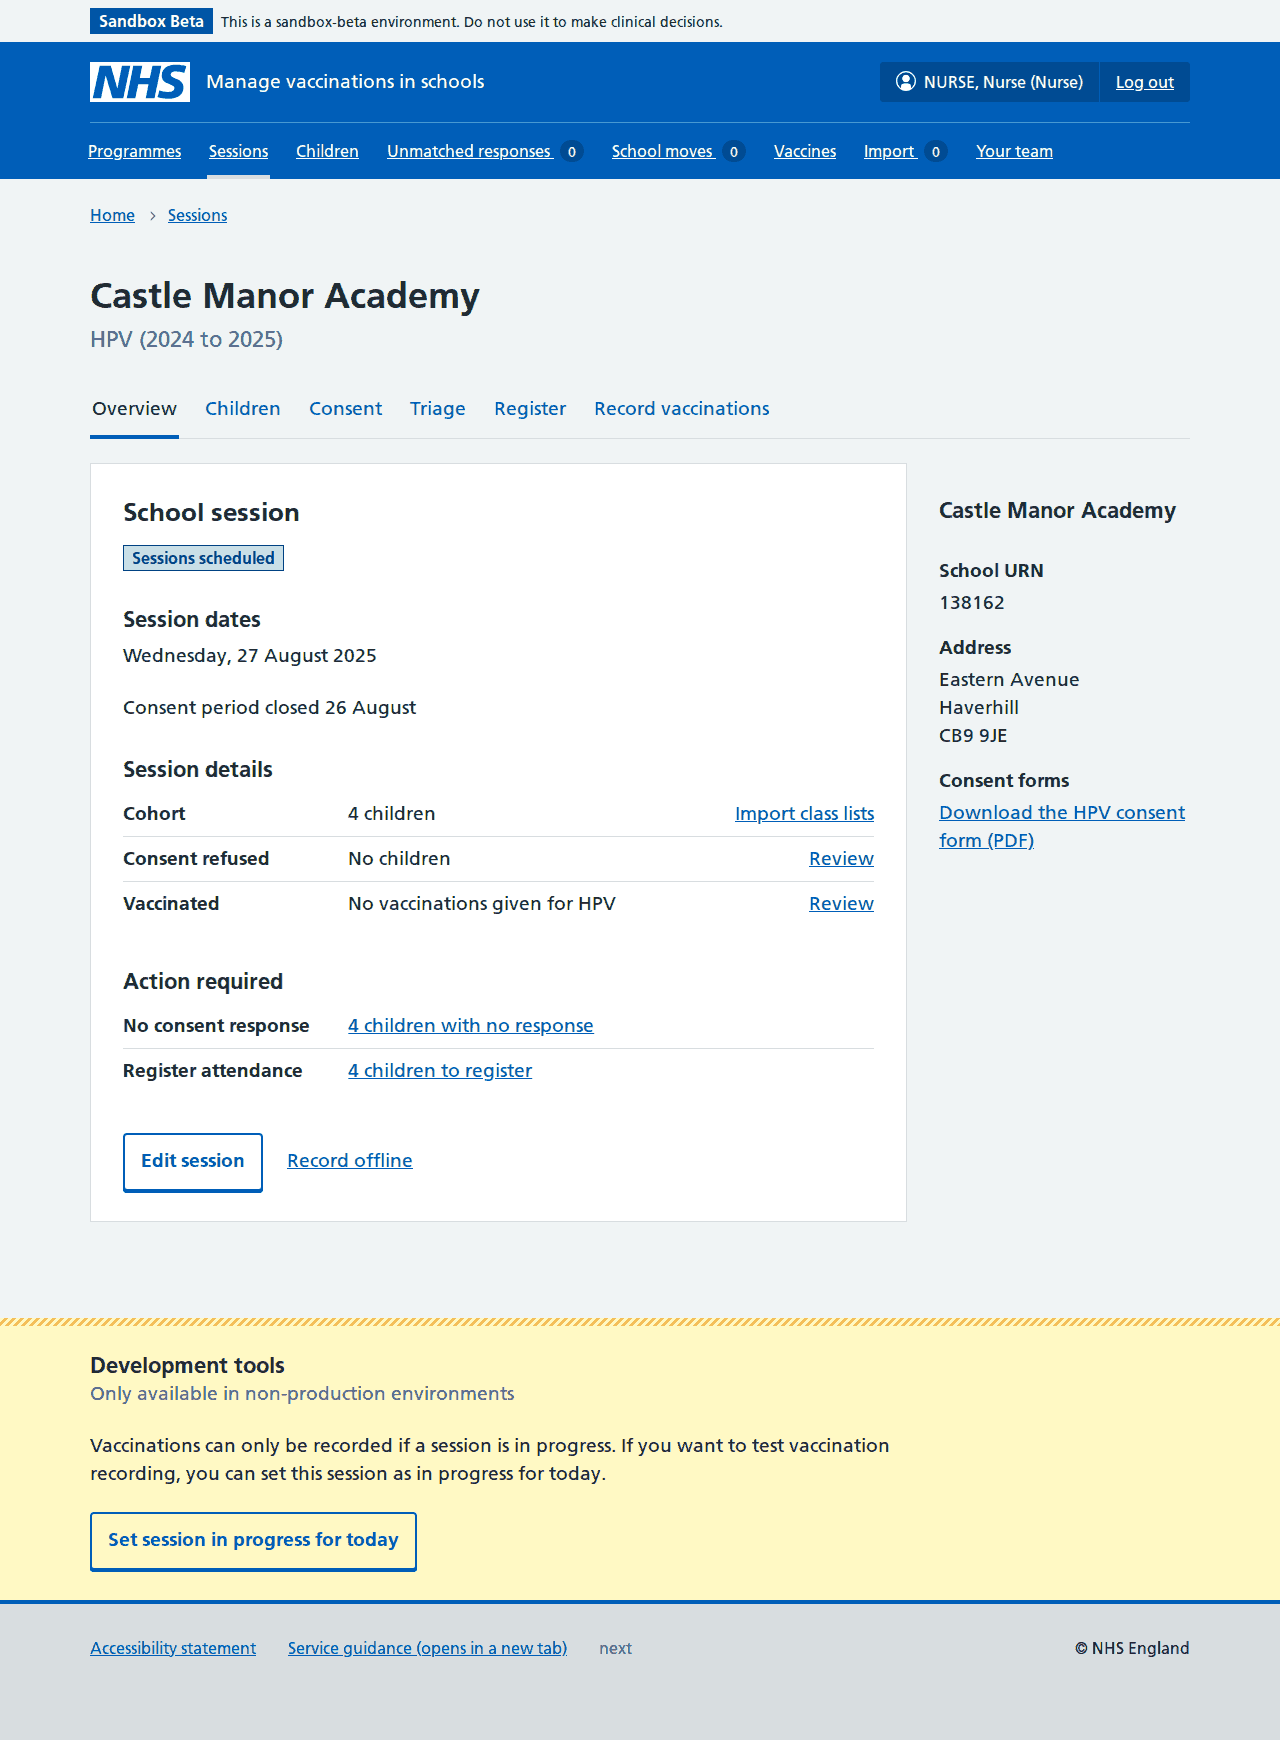 Sandbox Beta This is a sandbox-beta environment. Do not use it to make clinical decisions.
NHS Manage vaccinations in schools NURSE, Nurse (Nurse) Log out
Programmes Sessions Children Unmatched responses 0 School moves 0 Vaccines Import 0 Your team
Home Sessions
Castle Manor Academy
HPV (2024 to 2025)
Overview Children Consent Triage Register Record vaccinations
School session
Sessions scheduled
Session dates
Wednesday, 27 August 2025
Consent period closed 26 August
Session details
Cohort 4 children Import class lists
Consent refused No children Review
Vaccinated No vaccinations given for HPV Review
Action required
No consent response 4 children with no response
Register attendance 4 children to register
Edit session Record offline
Castle Manor Academy
School URN
138162
Address
Eastern Avenue
Haverhill
CB9 9JE
Consent forms
Download the HPV consent
form (PDF)
Development tools
Only available in non-production environments
Vaccinations can only be recorded if a session is in progress. If you want to test vaccination
recording, you can set this session as in progress for today.
Set session in progress for today
Accessibility statement Service guidance (opens in a new tab) next © NHS England